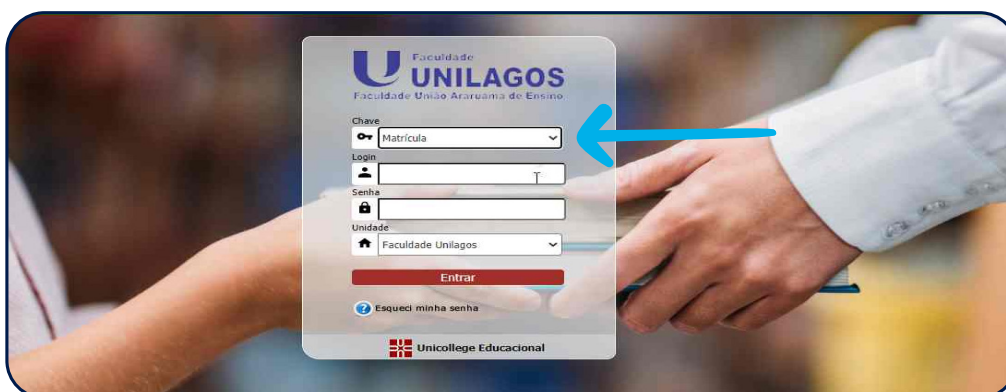 Faculdade
UNILAGOS
Faculdade União Araruama de Ensino
Chave
Matrícula
Login
Senha
Unidade
Faculdade Unilagos
Entrar
Esqueci minha senha
Unicollege Educacional